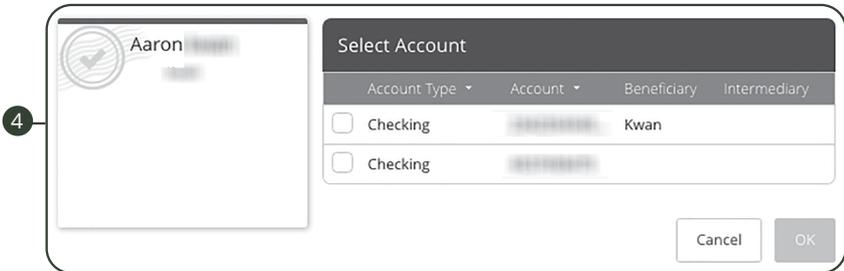 4
Aaron
Select Account
Account Type Account Beneficiary Intermediary
Checking Kwan
Checking
Cancel OK